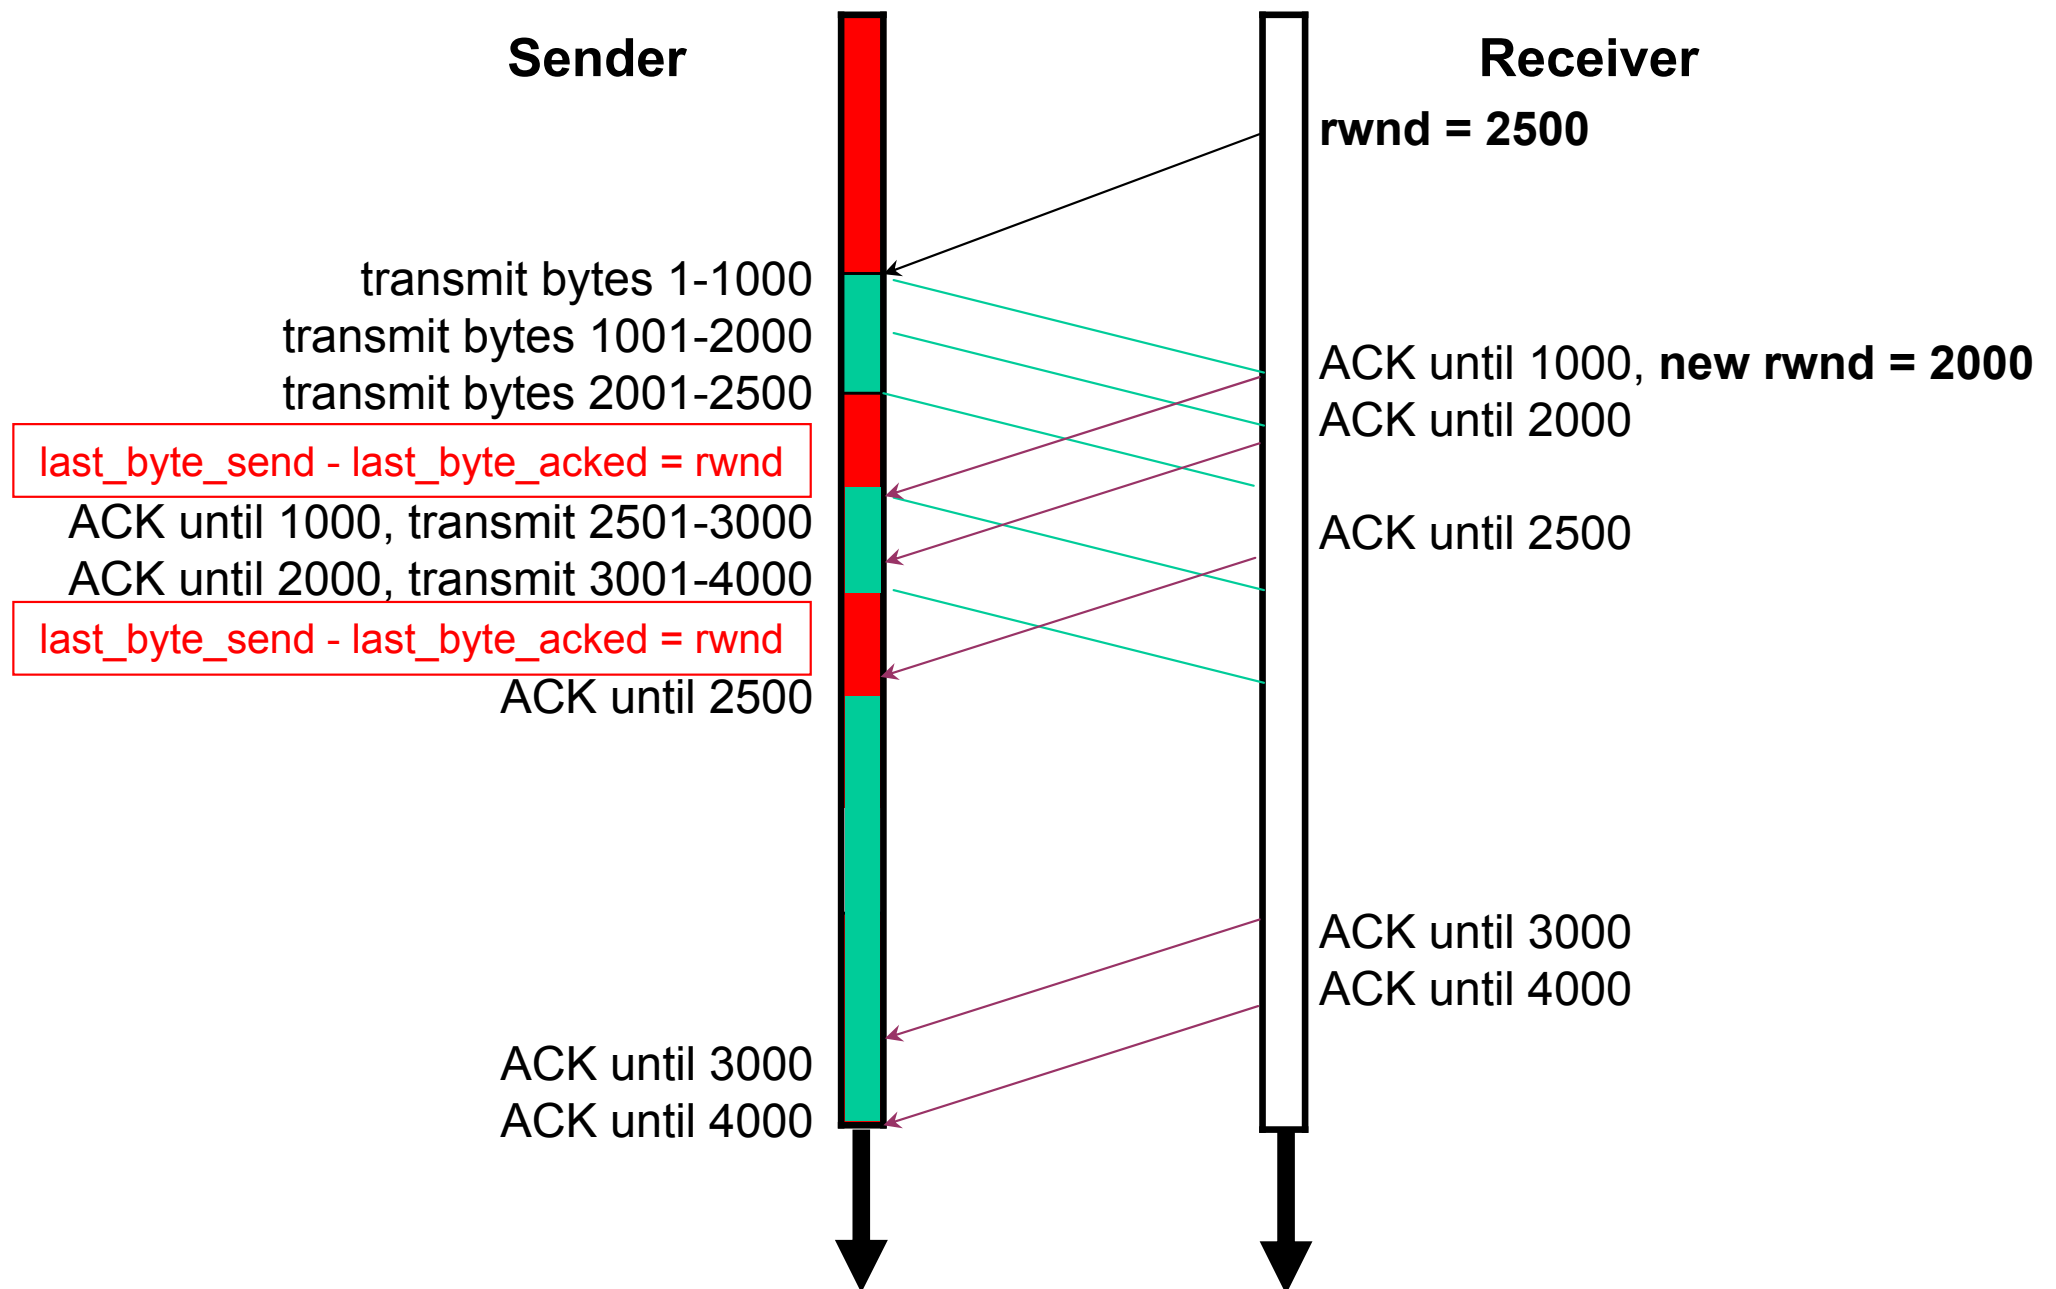 Sender
Receiver
rwnd = 2500
transmit bytes 1-1000
transmit bytes 1001-2000
transmit bytes 2001-2500
ACK until 1000, new rwnd = 2000
ACK until 2000
last_byte_send - last_byte_acked = rwnd
ACK until 1000, transmit 2501-3000
ACK until 2500
ACK until 2000, transmit 3001-4000
last_byte_send - last_byte_acked = rwnd
ACK until 2500
ACK until 3000
ACK until 4000
ACK until 3000
ACK until 4000